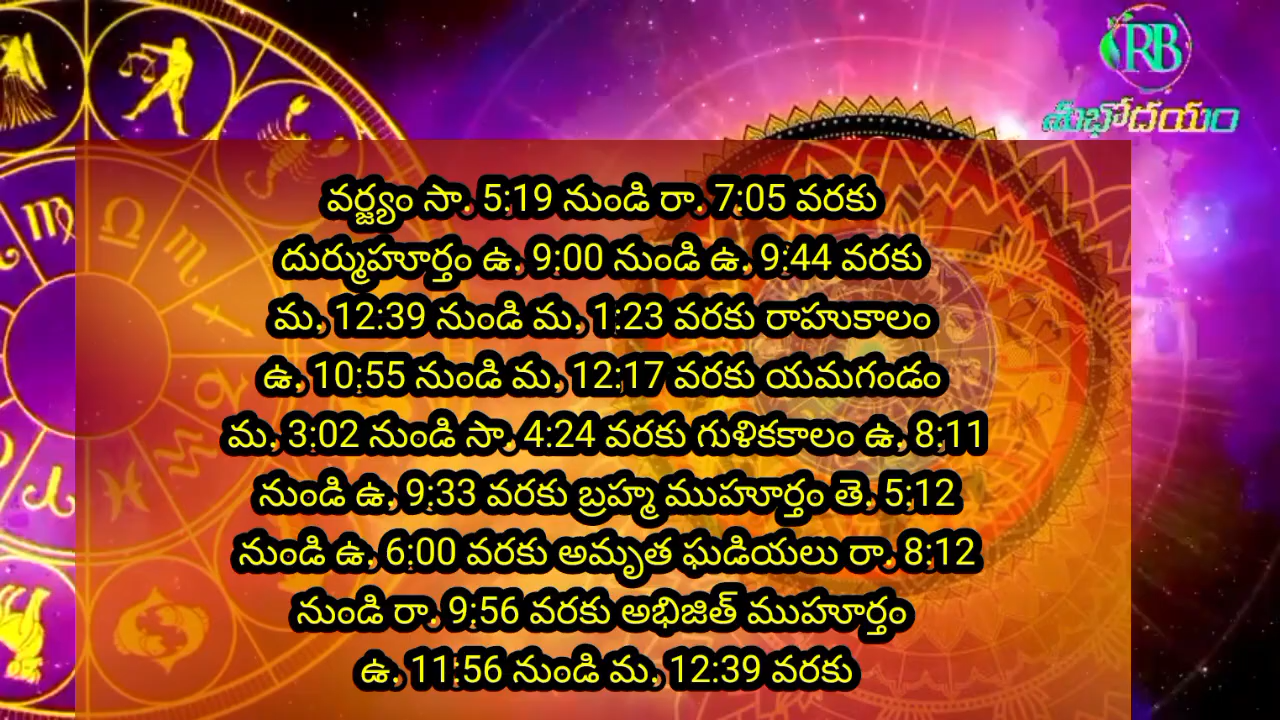 RB
శుభోదయం
వర్జ్యం సా. 5:19 నుండి రా. 7:05 వరకు
దుర్ముహూర్తం ఉ. 9:00 నుండి ఉ. 9:44 వరకు
మ. 12:39 నుండి మ. 1:23 వరకు రాహుకాలం
ఉ. 10:55 నుండి మ. 12:17 వరకు యమగండం
మ. 3:02 నుండి సా. 4:24 వరకు గుళికకాలం ఉ. 8:11
నుండి ఉ. 9:33 వరకు బ్రహ్మ ముహూర్తం తె. 5:12
నుండి ఉ. 6:00 వరకు అమృత ఘడియలు రా. 8:12
నుండి రా. 9:56 వరకు అభిజిత్ ముహూర్తం
ఉ. 11:56 నుండి మ. 12:39 వరకు